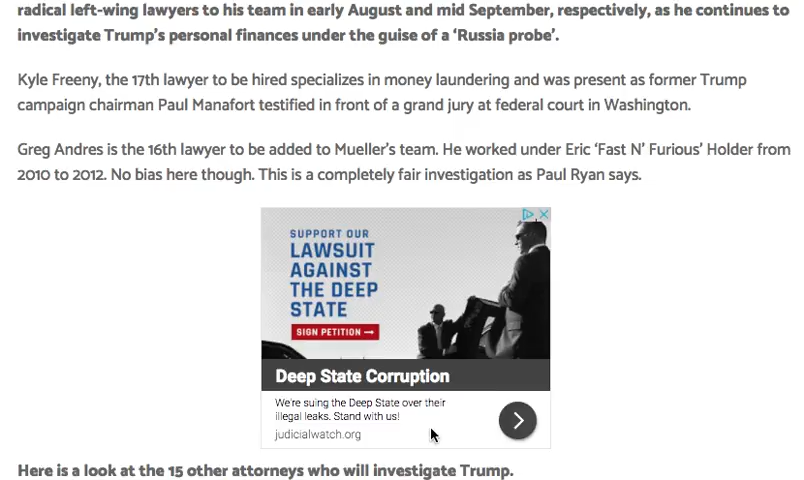 radical left-wing lawyers to his team in early August and mid September, respectively, as he continues to
investigate Trump's personal finances under the guise of a 'Russia probe'.
Kyle Freeny, the 17th lawyer to be hired specializes in money laundering and was present as former Trump
campaign chairman Paul Manafort testified in front of a grand jury at federal court in Washington.
Greg Andres is the 16th lawyer to be added to Mueller's team. He worked under Eric 'Fast N' Furious' Holder from
2010 to 2012. No bias here though. This is a completely fair investigation as Paul Ryan says.
SUPPORT OUR
LAWSUIT
AGAINST
THE DEEP
STATE
SIGN PETITION →
Deep State Corruption
We're suing the Deep State over their
illegal leaks. Stand with us!
judicialwatch.org
Here is a look at the 15 other attorneys who will investigate Trump.